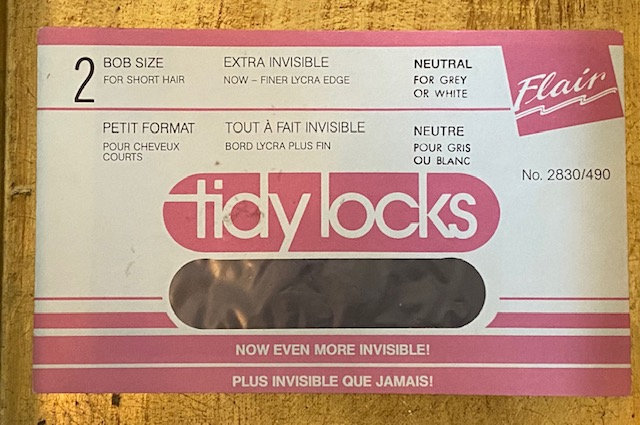 2 BOB SIZE
FOR SHORT HAIR
EXTRA INVISIBLE
NOW – FINER LYCRA EDGE
NEUTRAL
FOR GREY
OR WHITE
Flair
PETIT FORMAT
POUR CHEVEUX
COURTS
TOUT À FAIT INVISIBLE
BORD LYCRA PLUS FIN
NEUTRE
POUR GRIS
OU BLANC
No. 2830/490
tidy locks
NOW EVEN MORE INVISIBLE!
PLUS INVISIBLE QUE JAMAIS!